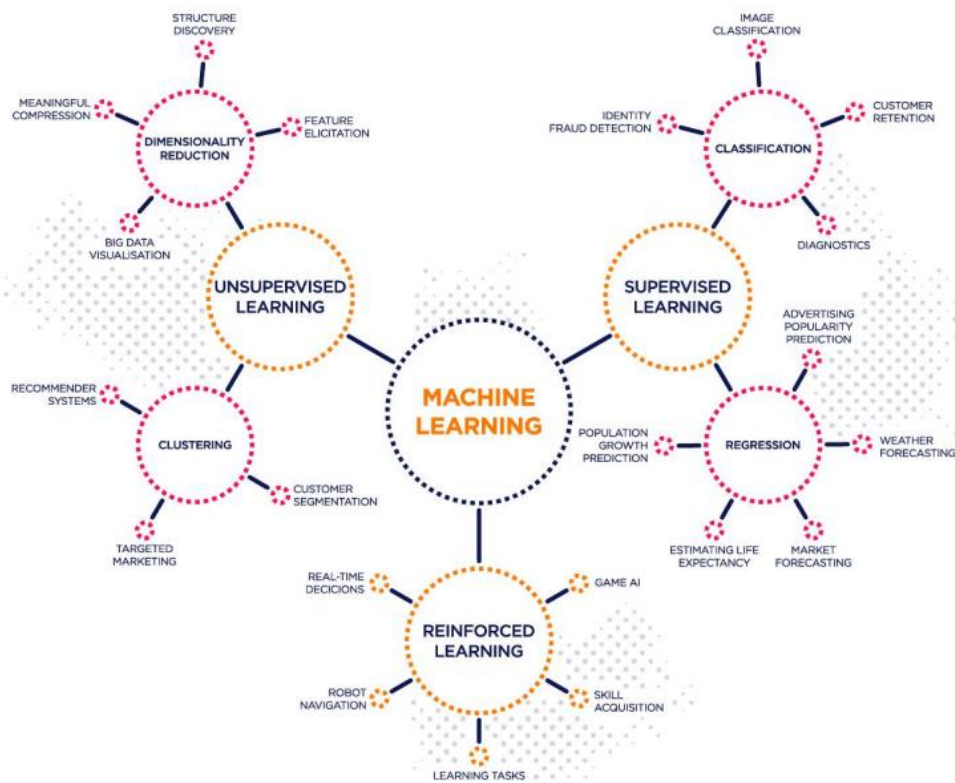 STRUCTURE
DISCOVERY
MEANINGFUL
COMPRESSION
FEATURE
ELICITATION
DIMENSIONALITY
REDUCTION
BIG DATA
VISUALISATION
IMAGE
CLASSIFICATION
IDENTITY
FRAUD DETECTION
CUSTOMER
RETENTION
CLASSIFICATION
DIAGNOSTICS
UNSUPERVISED
LEARNING
SUPERVISED
LEARNING
MACHINE
LEARNING
RECOMMENDER
SYSTEMS
CLUSTERING
CUSTOMER
SEGMENTATION
TARGETED
MARKETING
ADVERTISING
POPULARITY
PREDICTION
POPULATION
GROWTH
PREDICTION
REGRESSION
WEATHER
FORECASTING
ESTIMATING LIFE
EXPECTANCY
MARKET
FORECASTING
REAL-TIME
DECICIONS
GAME AI
REINFORCED
LEARNING
ROBOT
NAVIGATION
SKILL
ACQUISITION
LEARNING TASKS